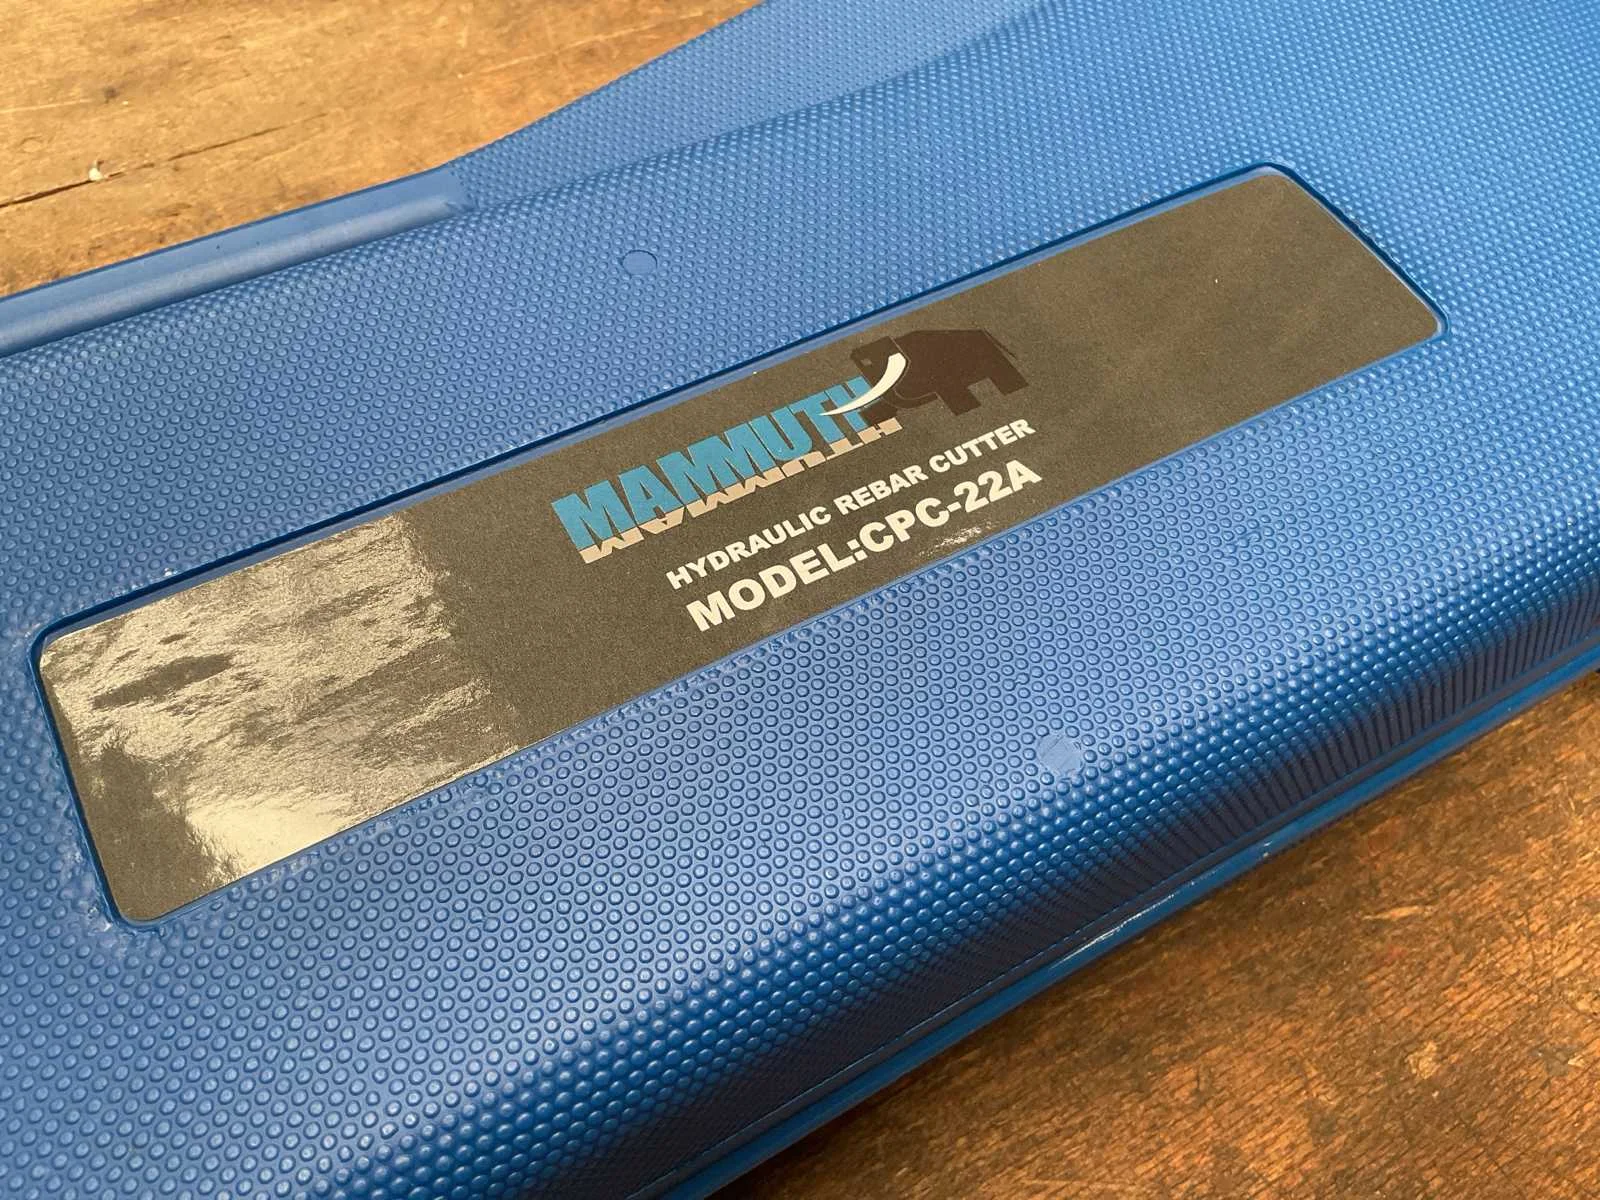 MAMMUTH
HYDRAULIC REBAR CUTTER
MODEL:CPC-22A